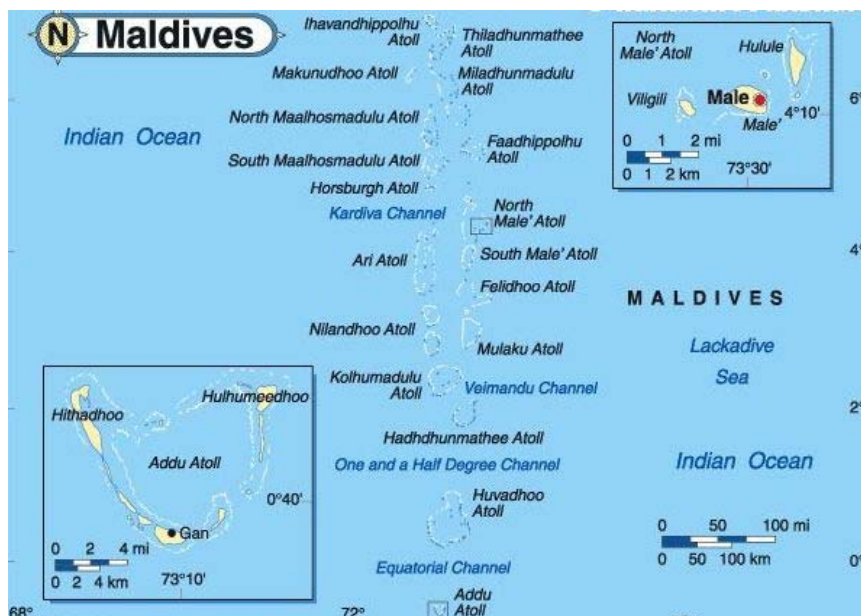 N Maldives
Ihavandhippolhu
Atoll
Thiladhunmathee
Atoll
Makunudhoo Atoll
Miladhunmadulu
Atoll
North Maalhosmadulu Atoll
Faadhippolhu
Atoll
South Maalhosmadulu Atoll
Horsburgh Atoll
Indian Ocean
Kardiva Channel
North
Male' Atoll
Ari Atoll
South Male' Atoll
Felidhoo Atoll
Nilandhoo Atoll
Mulaku Atoll
Kolhumadulu
Atoll
Veimandu Channel
Hadhdhunmathee Atoll
One and a Half Degree Channel
Huvadhoo
Atoll
Equatorial Channel
Addu
Atoll
North
Male' Atoll
Hulule
Viligili
Male
Male'
4°10'
0 1 2 mi
0 1 2 km
73°30'
6°
4°
MALDIVES
Lackadive
Sea
2°
Indian Ocean
0 50 100 mi
0 50 100 km
0°
Hithadhoo
Hulhumeedhoo
Addu Atoll
0°40'
Gan
0 2 4 mi
0 2 4 km
73°10'
68°
72°